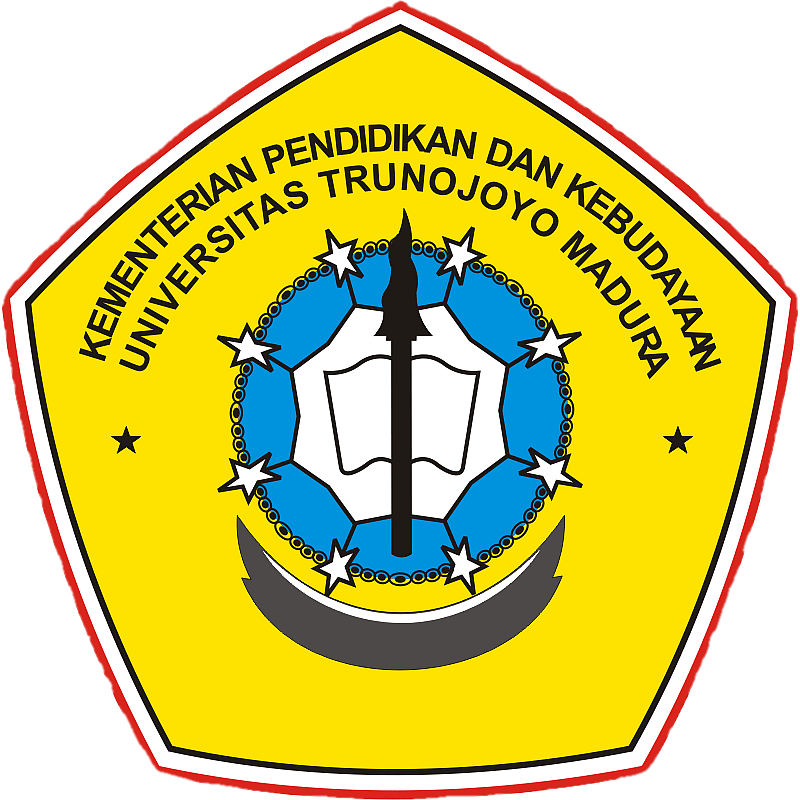 KEMENTERIAN PENDIDIKAN DAN KEBUDAYAAN
UNIVERSITAS TRUNOJOYO MADURA